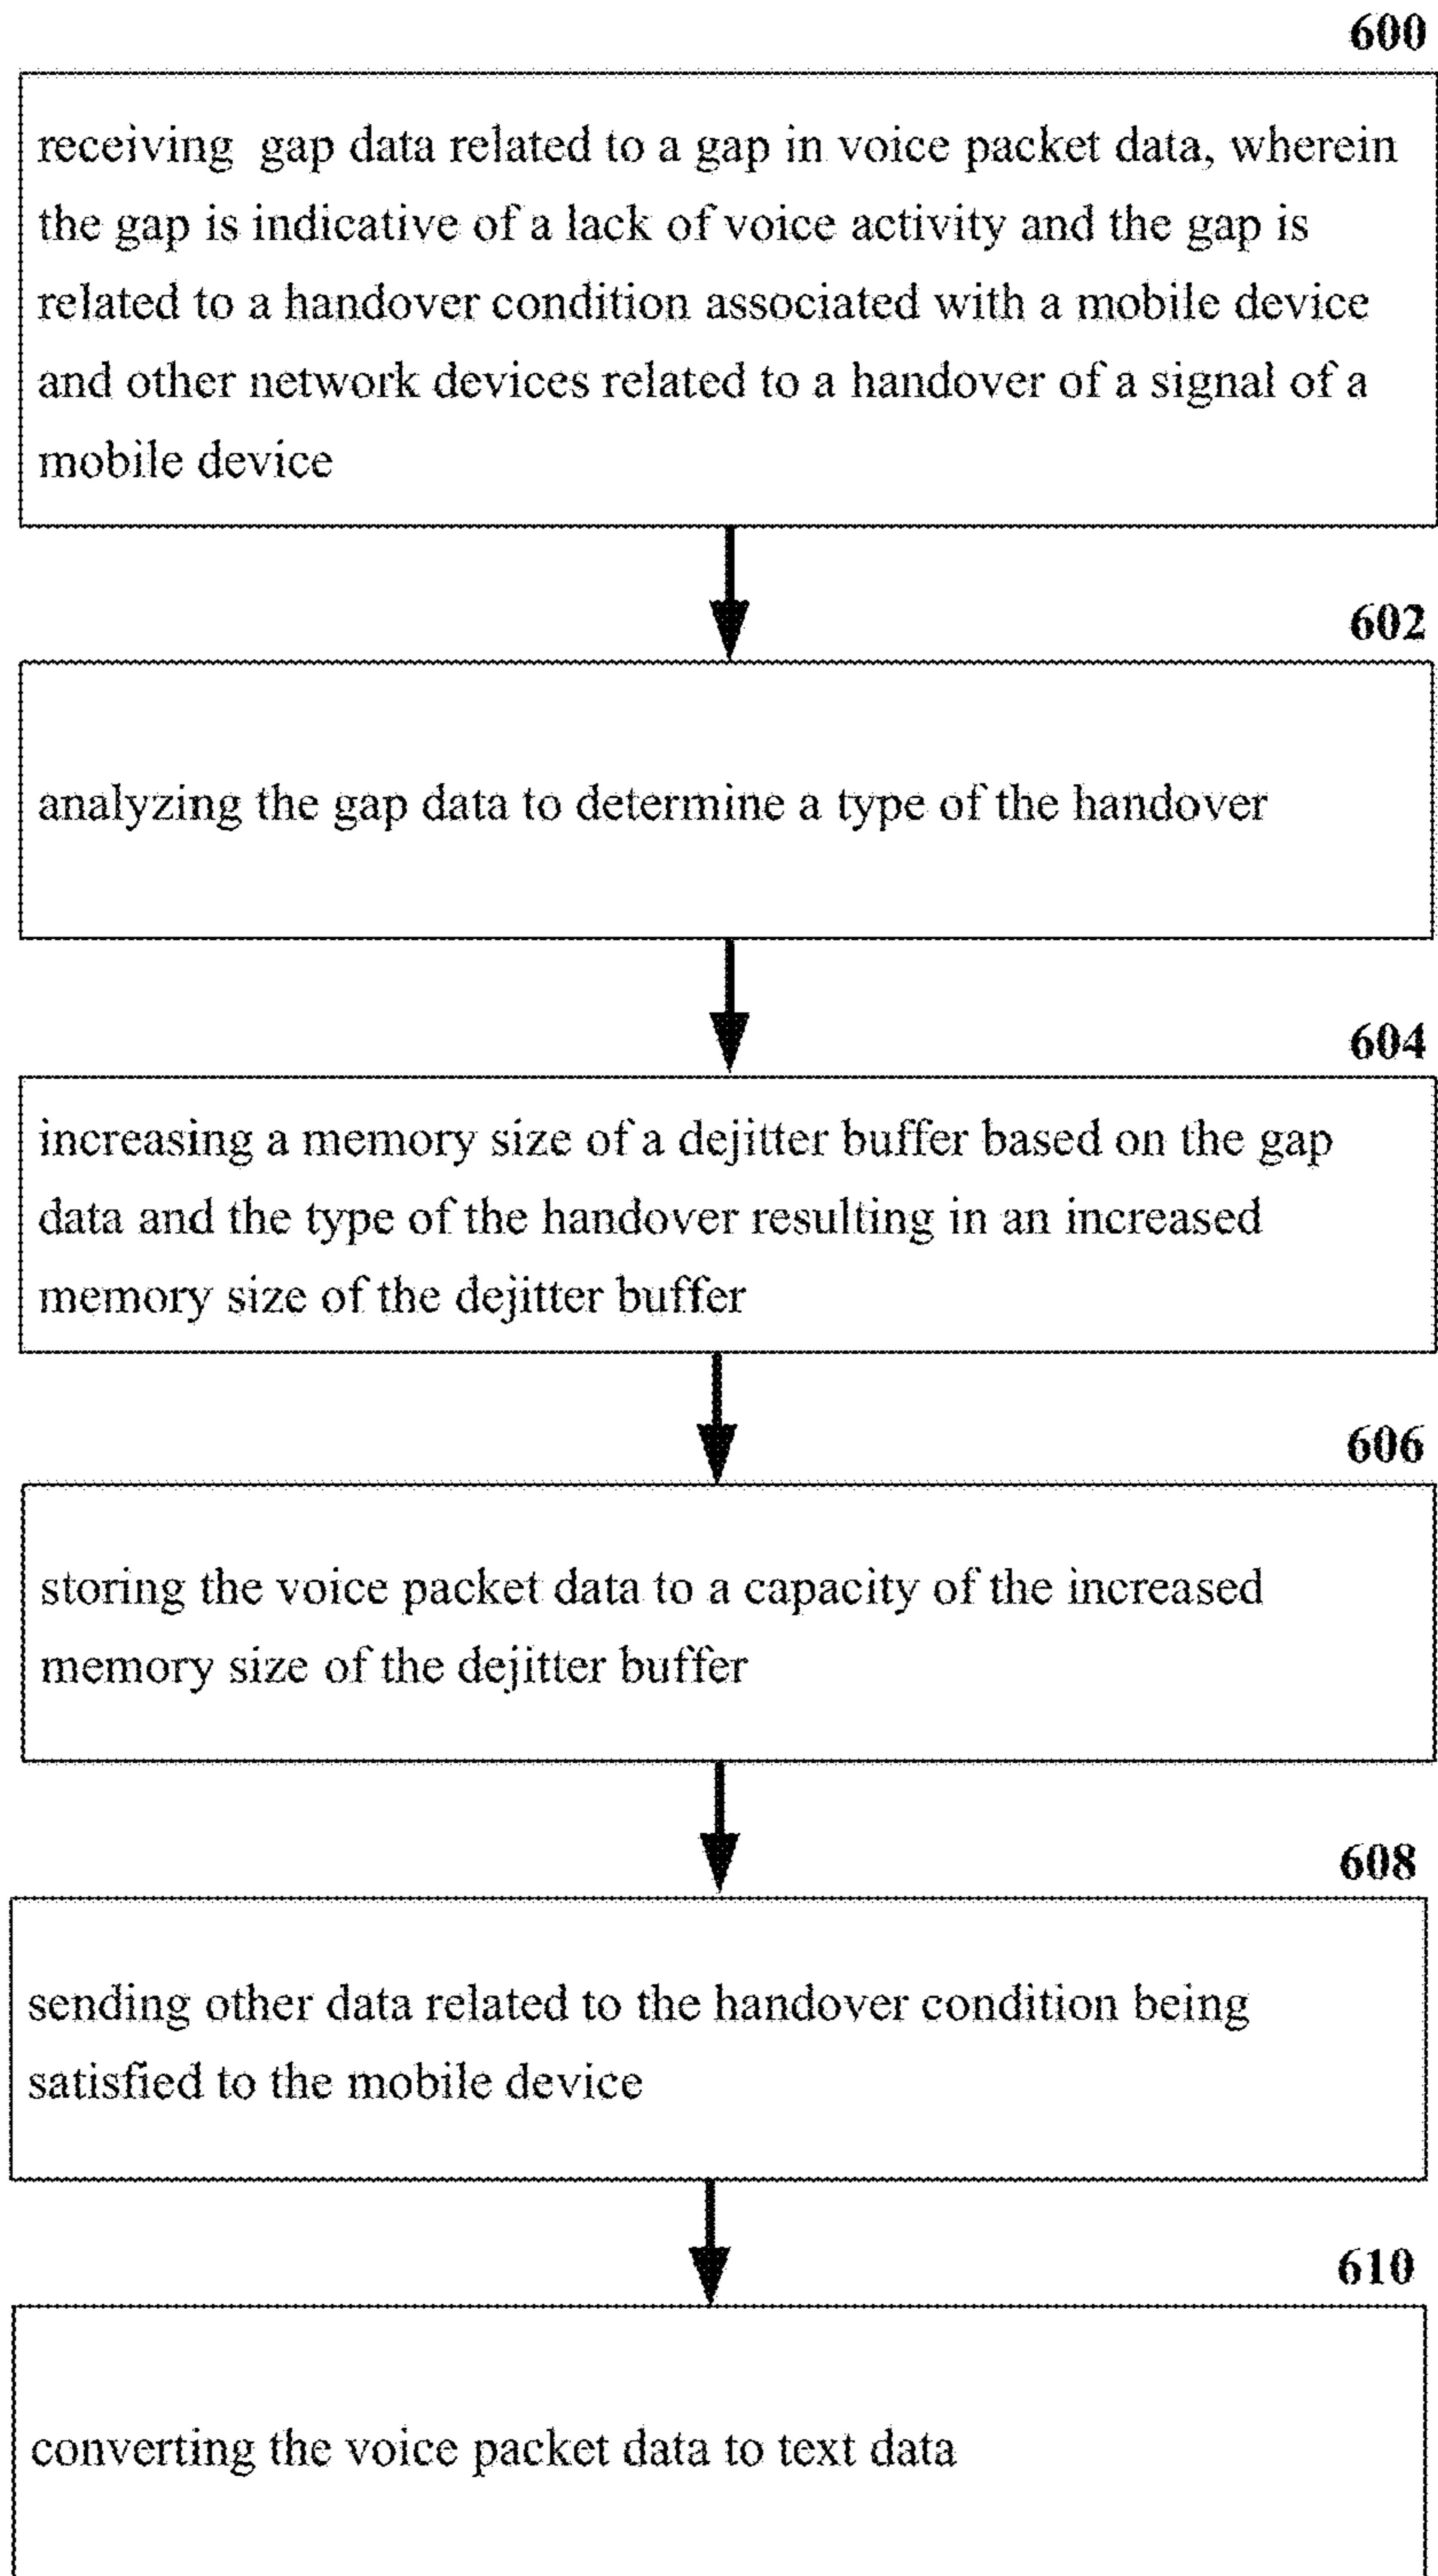 600
receiving gap data related to a gap in voice packet data, wherein
the gap is indicative of a lack of voice activity and the gap is
related to a handover condition associated with a mobile device
and other network devices related to a handover of a signal of a
mobile device
602
analyzing the gap data to determine a type of the handover
604
increasing a memory size of a dejitter buffer based on the gap
data and the type of the handover resulting in an increased
memory size of the dejitter buffer
606
storing the voice packet data to a capacity of the increased
memory size of the dejitter buffer
608
sending other data related to the handover condition being
satisfied to the mobile device
610
converting the voice packet data to text data